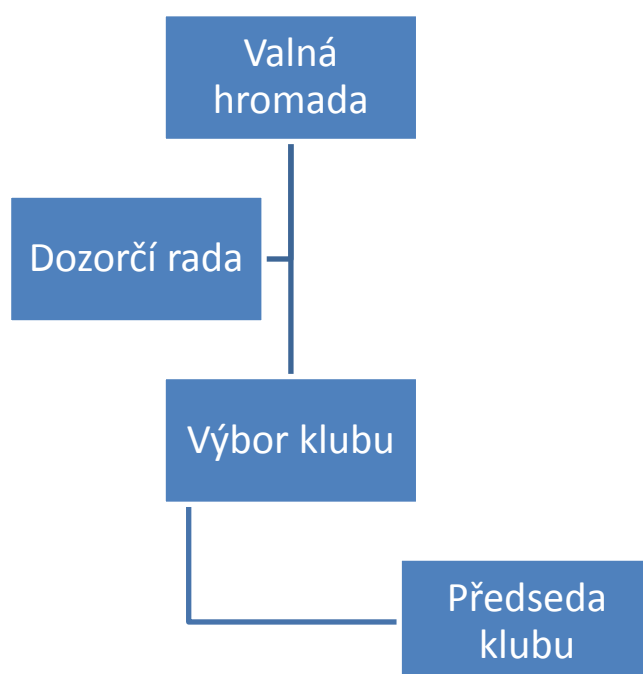 Valná
hromada
Dozorčí rada
Výbor klubu
Předseda
klubu